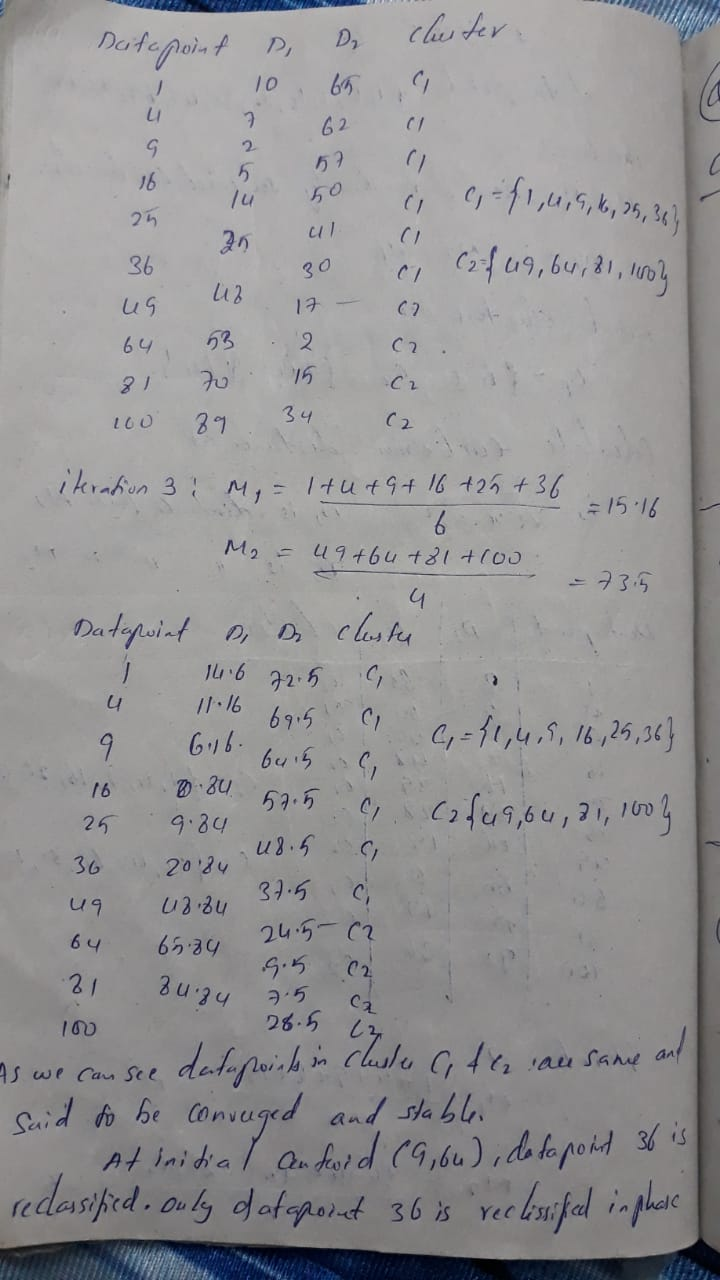 Datapoint D1 D2 Cluster
1 10 65 C1
4 7 62 C1
9 2 57 C1
16 5 50 C1 C1 = {1,4,9,16,25,36}
25 14 41 C1
36 25 30 C1 C2={49,64,81,100}
49 43 17 C2
64 53 2 C2
81 70 15 C2
100 89 34 C2
iteration 3: M1 = 1+4+9+16+25+36 / 6 = 15.16
M2 = 49+64+81+100 / 4 = 73.5
Datapoint D1 D2 cluster
1 14.6 72.5 C1
4 11.16 69.5 C1
9 6.16. 64.5 C1 C1={1,4,9,16,25,36}
16 0.84 57.5 C1
25 9.84 48.5 C1 C2{49,64,81,100}
36 20.84 37.5 C1
49 48.84 24.5 C2
64 65.84 9.5 C2
81 84.84 7.5 C2
100 26.5 C2
As we can see datapoints in cluster C1 & C2 are same and
said to be converged and stable.
At initial centroid (9,64), datapoint 36 is
reclassified. only datapoint 36 is reclissified in phase